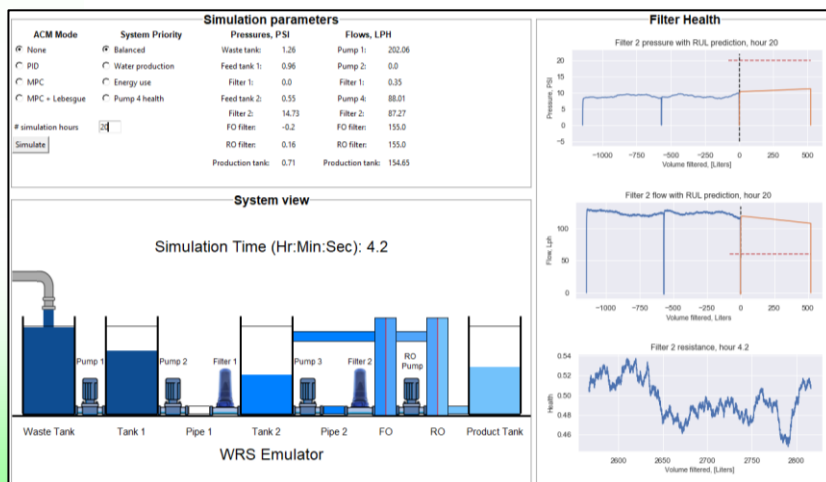 Simulation parameters
ACM Mode
System Priority
Pressures, PSI
Flows, LPH
None
Balanced
Waste tank: 1.26
Pump 1: 202.06
PID
Water production
Feed tank 1: 0.96
Pump 2: 0.0
MPC
Energy use
Filter 1: 0.0
Filter 1: 0.35
MPC + Lebesgue
Pump 4 health
Feed tank 2: 0.55
Pump 4: 88.01
Filter 2: 14.73
Filter 2: 87.27
# simulation hours 20
FO filter: -0.2
FO filter: 155.0
Simulate
RO filter: 0.16
RO filter: 155.0
Production tank: 0.71
Production tank: 154.65
System view
Simulation Time (Hr:Min:Sec): 4.2
Pump 1
Pump 2
Filter 1
Pump 3
Filter 2
RO
Pump
Waste Tank
Tank 1
Pipe 1
Tank 2
Pipe 2
FO
RO
Product Tank
WRS Emulator
Filter Health
Filter 2 pressure with RUL prediction, hour 20
Pressure, PSI
20
15
10
5
0
−5
−1000 −750 −500 −250 0 250 500
Volume filtered, [Liters]
Filter 2 flow with RUL prediction, hour 20
Flow, Lph
100
50
0
−1000 −750 −500 −250 0 250 500
Volume filtered, Liters
Filter 2 resistance, hour 4.2
Health
0.54
0.52
0.50
0.48
0.46
2600 2650 2700 2750 2800
Volume filtered, [Liters]